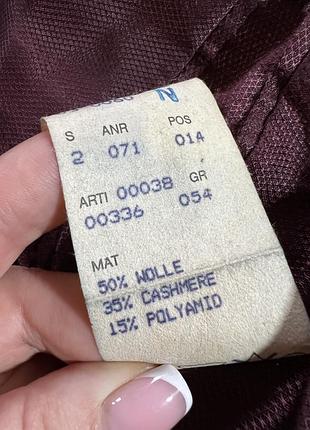 S ANR POS
2 071 014
ARTI 00038 GR
00336 054
MAT
50% WOLLE
35% CASHMERE
15% POLYAMID